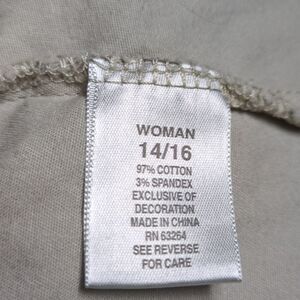 WOMAN
14/16
97% COTTON
3% SPANDEX
EXCLUSIVE OF
DECORATION
MADE IN CHINA
RN 63264
SEE REVERSE
FOR CARE